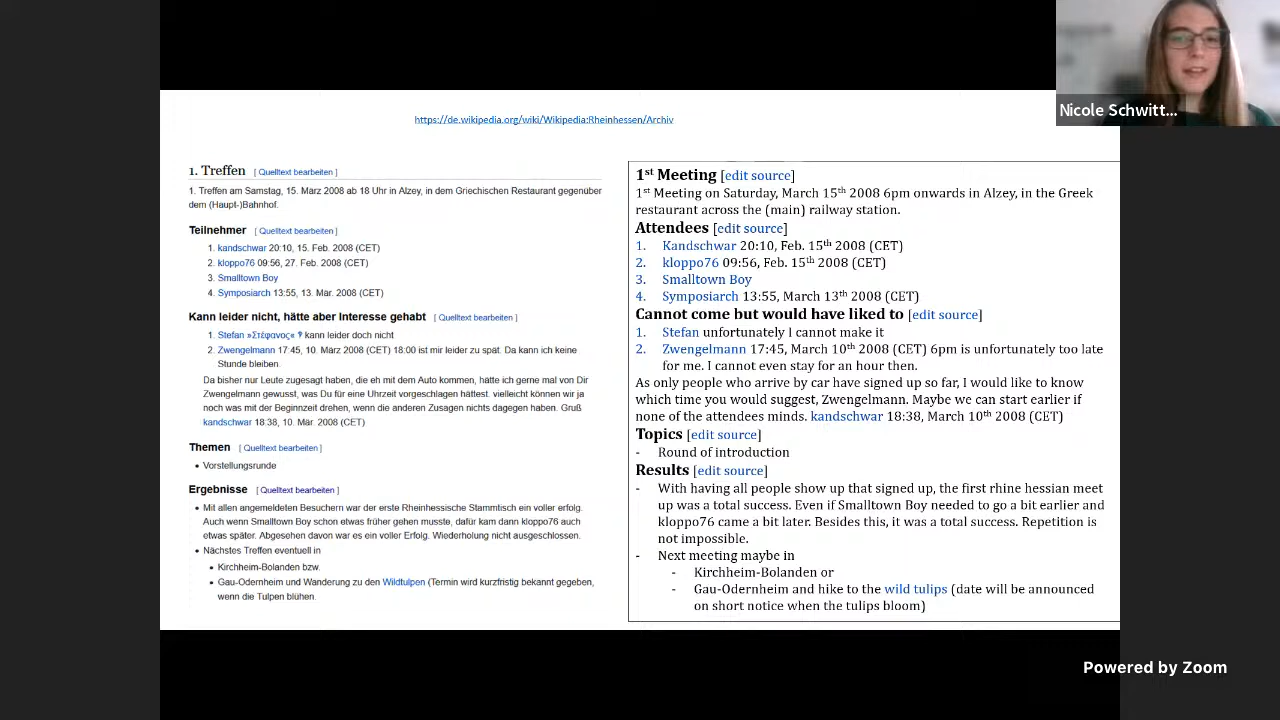 Nicole Schwitt...
https://de.wikipedia.org/wiki/Wikipedia:Rheinhessen/Archiv
1. Treffen [ Quelltext bearbeiten ]
1. Treffen am Samstag, 15. März 2008 ab 18 Uhr in Alzey, in dem Griechischen Restaurant gegenüber
dem (Haupt-)Bahnhof.
Teilnehmer [ Quelltext bearbeiten ]
1. kandschwar 20:10, 15. Feb. 2008 (CET)
2. kloppo76 09:56, 27. Feb. 2008 (CET)
3. Smalltown Boy
4. Symposiarch 13:55, 13. Mär. 2008 (CET)
Kann leider nicht, hätte aber Interesse gehabt [ Quelltext bearbeiten ]
1. Stefan »Στέφανος« ✝ kann leider doch nicht
2. Zwengelmann 17:45, 10. März 2008 (CET) 18:00 ist mir leider zu spät. Da kann ich keine
Stunde bleiben.
Da bisher nur Leute zugesagt haben, die eh mit dem Auto kommen, hätte ich gerne mal von Dir
Zwengelmann gewusst, was Du für eine Uhrzeit vorgeschlagen hättest. vielleicht können wir ja
noch was mit der Beginnzeit drehen, wenn die anderen Zusagen nichts dagegen haben. Gruß
kandschwar 18:38, 10. Mär. 2008 (CET)
Themen [ Quelltext bearbeiten ]
• Vorstellungsrunde
Ergebnisse [ Quelltext bearbeiten ]
• Mit allen angemeldeten Besuchern war der erste Rheinhessische Stammtisch ein voller erfolg.
Auch wenn Smalltown Boy schon etwas früher gehen musste, dafür kam dann kloppo76 auch
etwas später. Abgesehen davon war es ein voller Erfolg. Wiederholung nicht ausgeschlossen.
• Nächstes Treffen eventuell in
• Kirchheim-Bolanden bzw.
• Gau-Odernheim und Wanderung zu den Wildtulpen (Termin wird kurzfristig bekannt gegeben,
wenn die Tulpen blühen.
1st Meeting [edit source]
1st Meeting on Saturday, March 15th 2008 6pm onwards in Alzey, in the Greek
restaurant across the (main) railway station.
Attendees [edit source]
1. Kandschwar 20:10, Feb. 15th 2008 (CET)
2. kloppo76 09:56, Feb. 15th 2008 (CET)
3. Smalltown Boy
4. Symposiarch 13:55, March 13th 2008 (CET)
Cannot come but would have liked to [edit source]
1. Stefan unfortunately I cannot make it
2. Zwengelmann 17:45, March 10th 2008 (CET) 6pm is unfortunately too late
for me. I cannot even stay for an hour then.
As only people who arrive by car have signed up so far, I would like to know
which time you would suggest, Zwengelmann. Maybe we can start earlier if
none of the attendees minds. kandschwar 18:38, March 10th 2008 (CET)
Topics [edit source]
- Round of introduction
Results [edit source]
- With having all people show up that signed up, the first rhine hessian meet
up was a total success. Even if Smalltown Boy needed to go a bit earlier and
kloppo76 came a bit later. Besides this, it was a total success. Repetition is
not impossible.
- Next meeting maybe in
- Kirchheim-Bolanden or
- Gau-Odernheim and hike to the wild tulips (date will be announced
on short notice when the tulips bloom)
Powered by Zoom